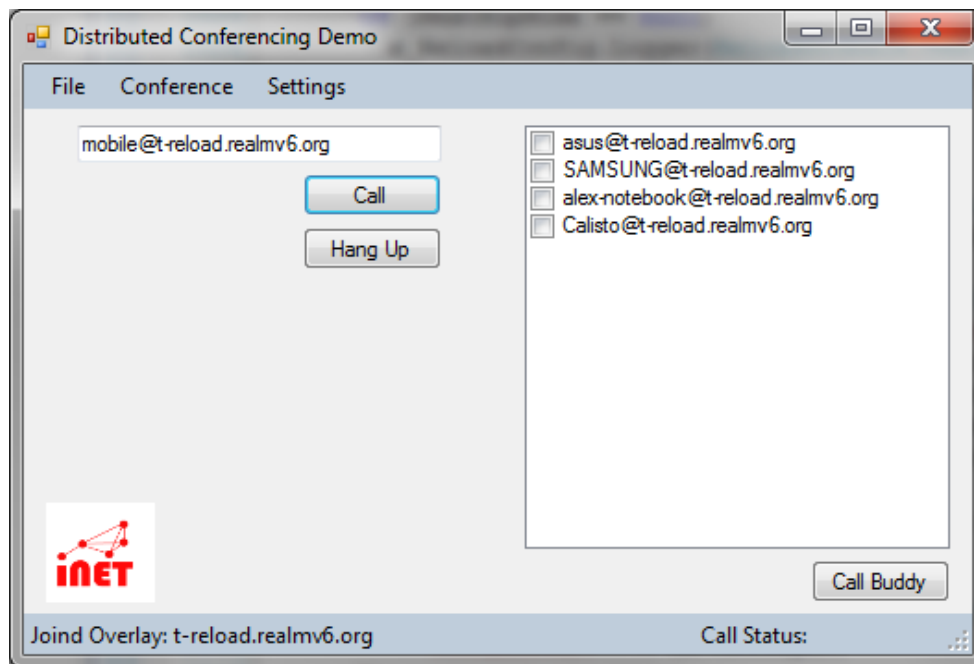 Distributed Conferencing Demo
File Conference Settings
mobile@t-reload.realmv6.org
Call
Hang Up
asus@t-reload.realmv6.org
SAMSUNG@t-reload.realmv6.org
alex-notebook@t-reload.realmv6.org
Calisto@t-reload.realmv6.org
iNET
Call Buddy
Joind Overlay: t-reload.realmv6.org
Call Status: